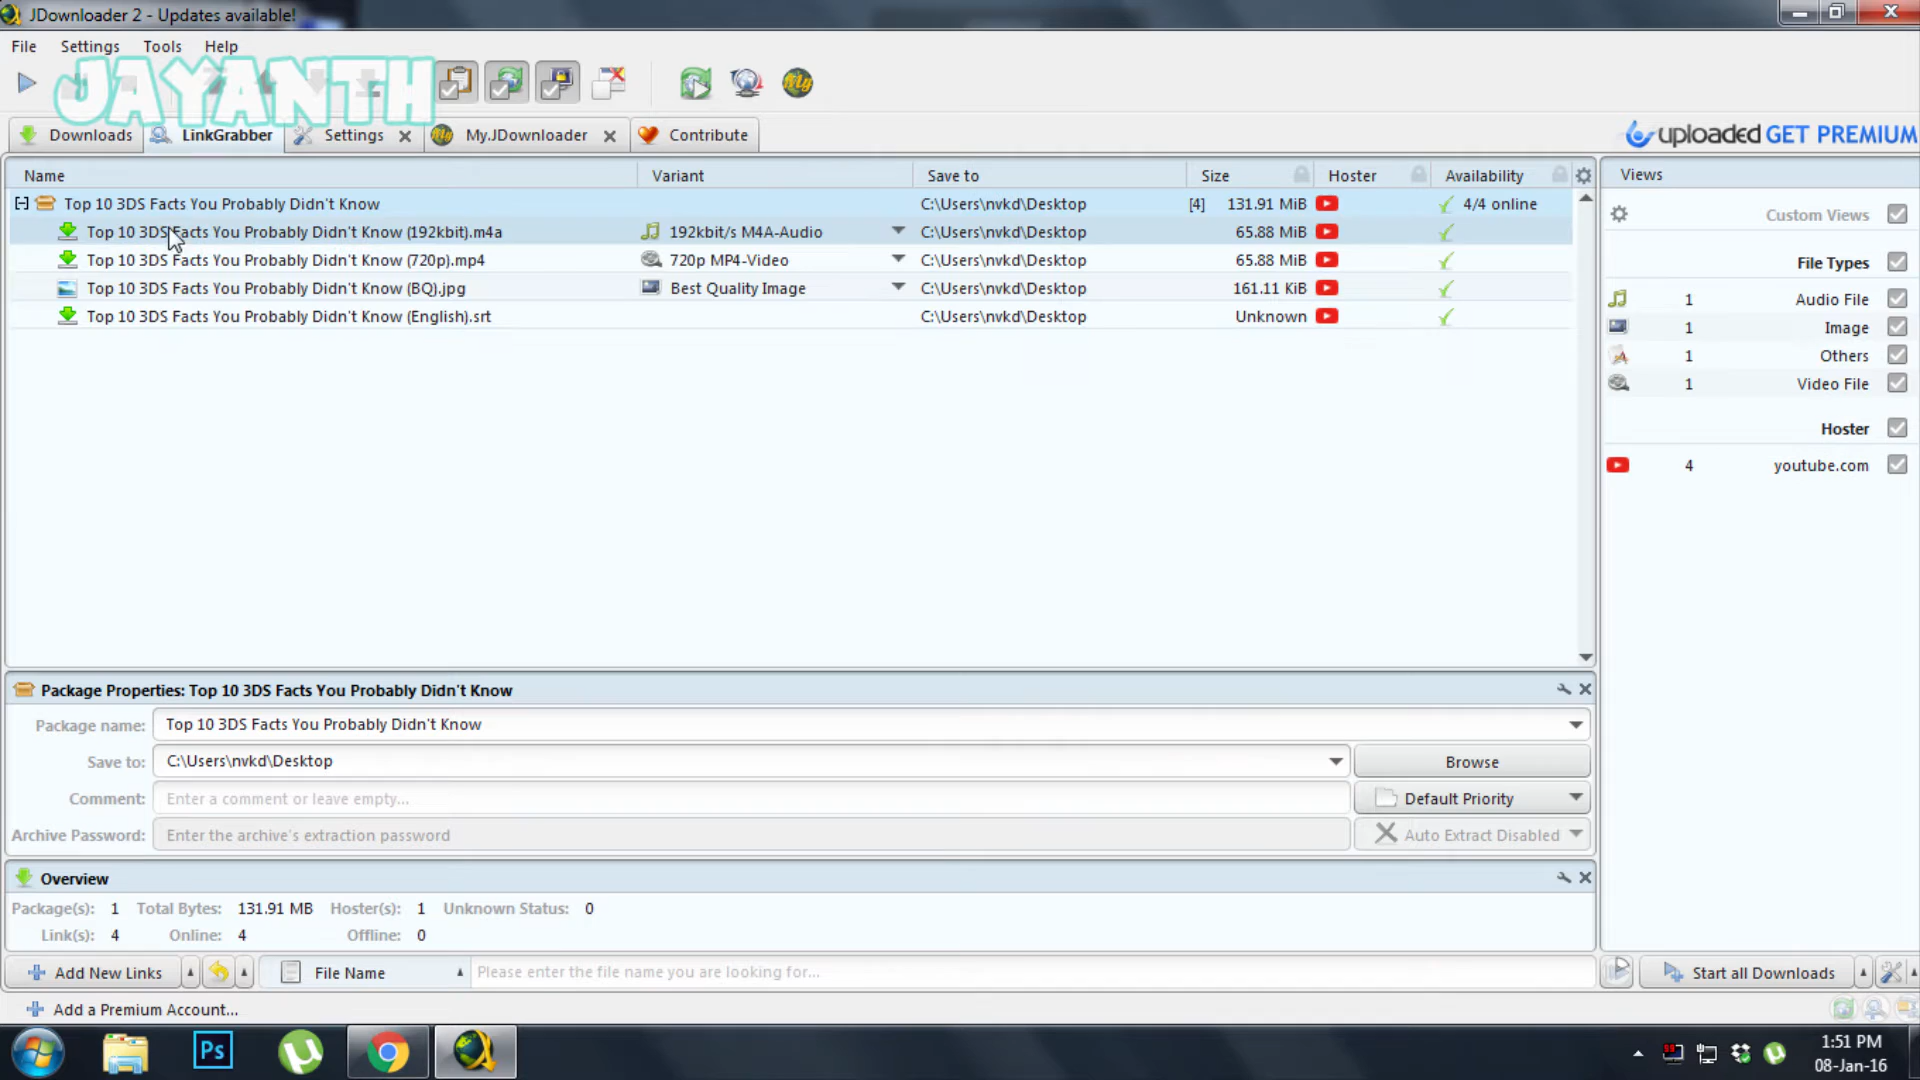 JDownloader 2 - Updates available!
File Settings Tools Help
JAYANTH
Downloads LinkGrabber Settings My.JDownloader Contribute
uploaded GET PREMIUM
Name Variant Save to Size Hoster Availability
Top 10 3DS Facts You Probably Didn't Know C:\Users\nvkd\Desktop [4] 131.91 MiB 4/4 online
Top 10 3DS Facts You Probably Didn't Know (192kbit).m4a 192kbit/s M4A-Audio C:\Users\nvkd\Desktop 65.88 MiB
Top 10 3DS Facts You Probably Didn't Know (720p).mp4 720p MP4-Video C:\Users\nvkd\Desktop 65.88 MiB
Top 10 3DS Facts You Probably Didn't Know (BQ).jpg Best Quality Image C:\Users\nvkd\Desktop 161.11 KiB
Top 10 3DS Facts You Probably Didn't Know (English).srt C:\Users\nvkd\Desktop Unknown
Views
Custom Views
File Types
1 Audio File
1 Image
1 Others
1 Video File
Hoster
4 youtube.com
Package Properties: Top 10 3DS Facts You Probably Didn't Know
Package name: Top 10 3DS Facts You Probably Didn't Know
Save to: C:\Users\nvkd\Desktop Browse
Comment: Enter a comment or leave empty... Default Priority
Archive Password: Enter the archive's extraction password Auto Extract Disabled
Overview
Package(s): 1 Total Bytes: 131.91 MB Hoster(s): 1 Unknown Status: 0
Link(s): 4 Online: 4 Offline: 0
Add New Links File Name Please enter the file name you are looking for... Start all Downloads
Add a Premium Account...
Ps
1:51 PM
08-Jan-16